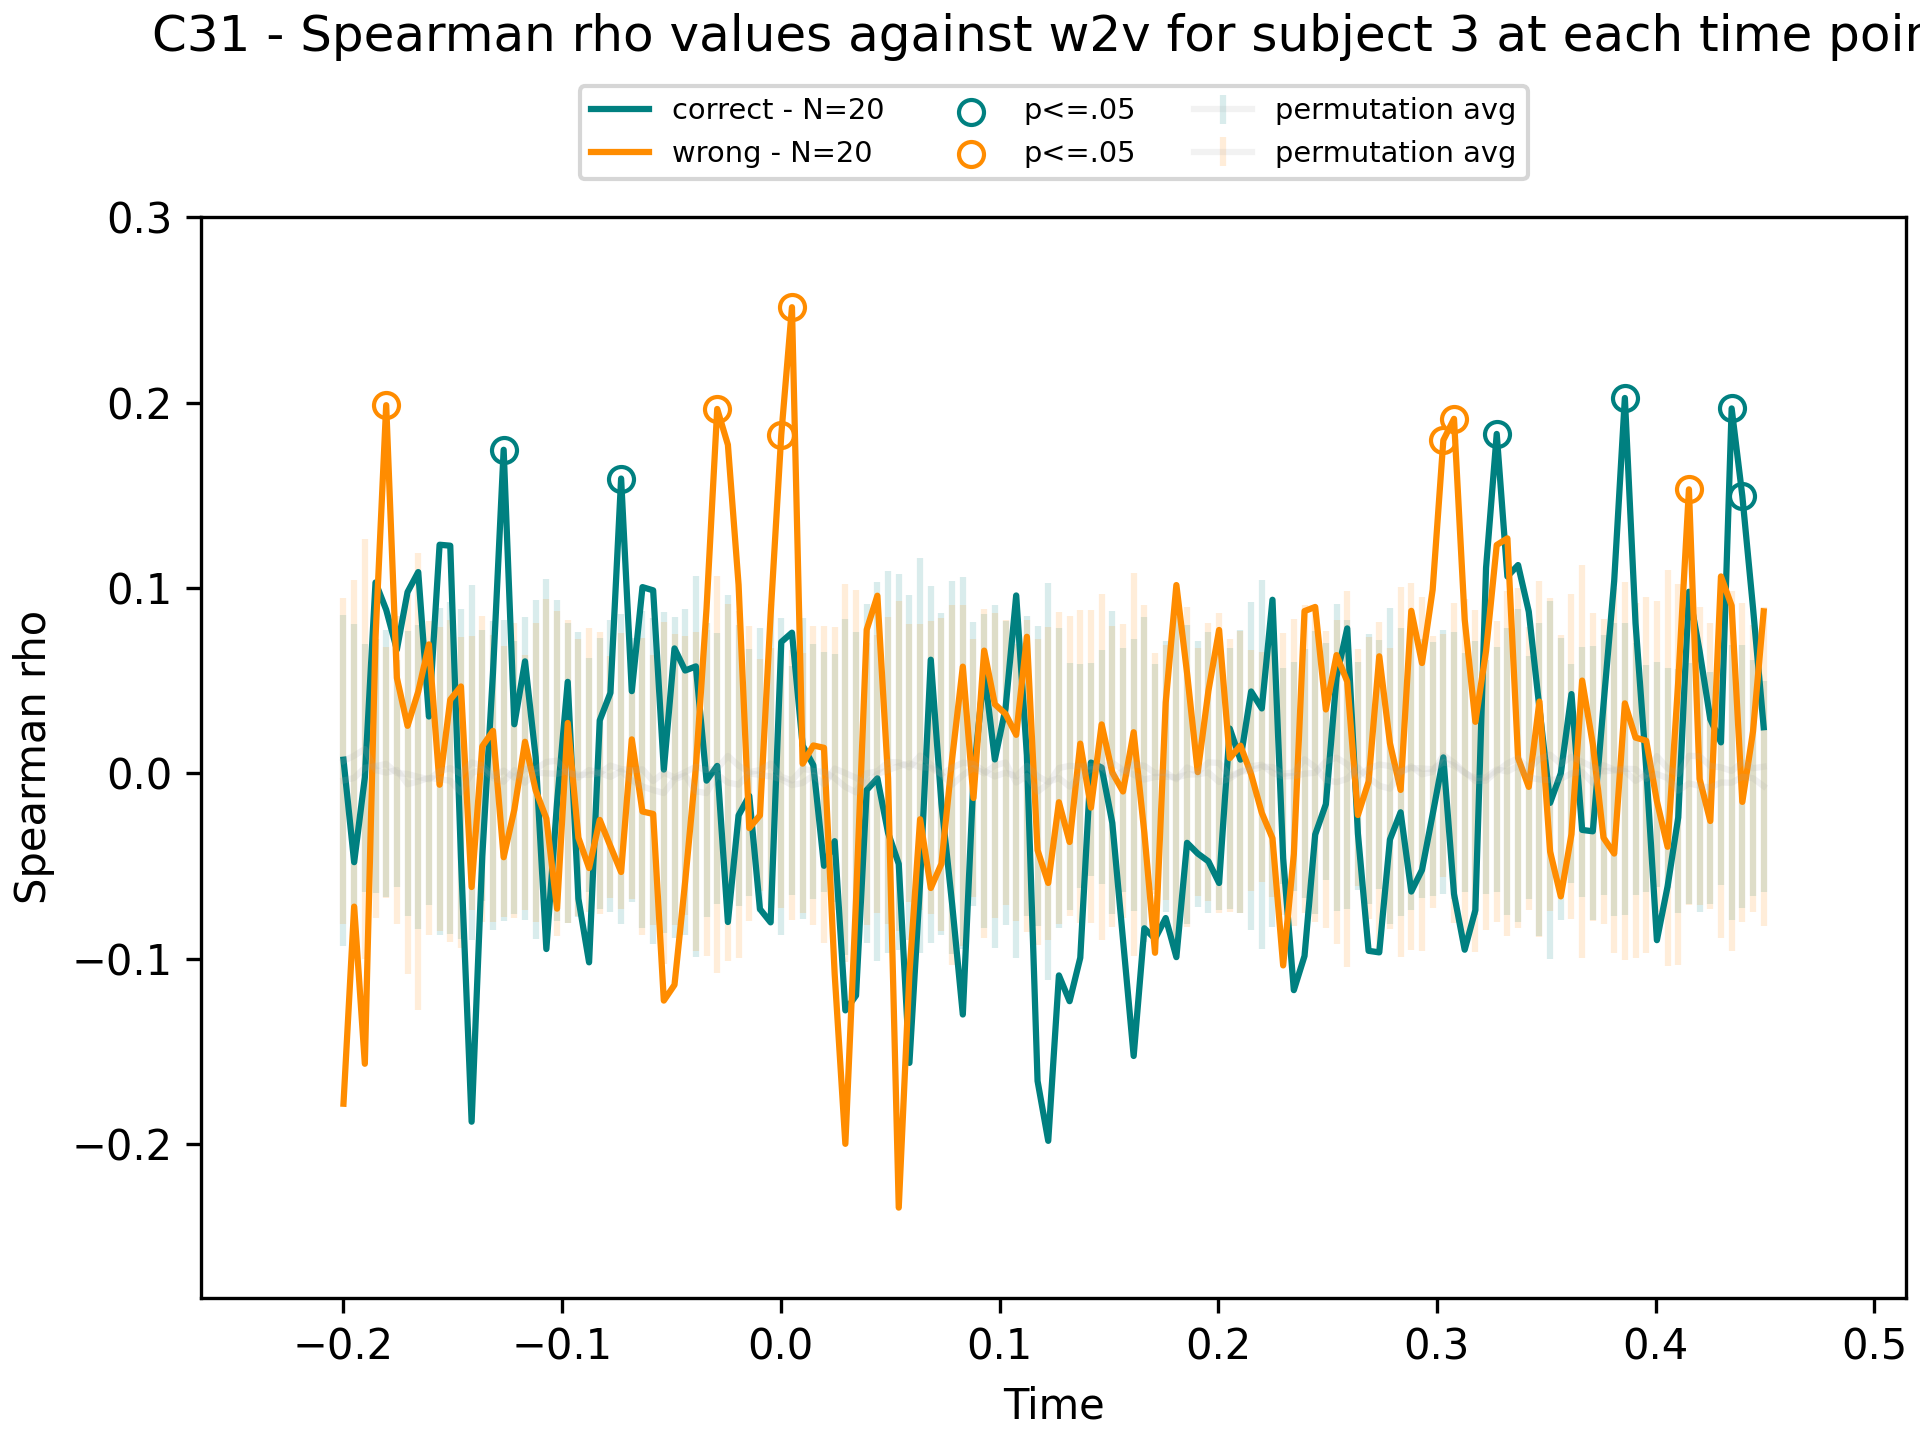 C31 - Spearman rho values against w2v for subject 3 at each time poin
correct - N=20
wrong - N=20
p<=.05
p<=.05
permutation avg
permutation avg
0.3
0.2
0.1
0.0
−0.1
−0.2
Spearman rho
−0.2 −0.1 0.0 0.1 0.2 0.3 0.4 0.5
Time